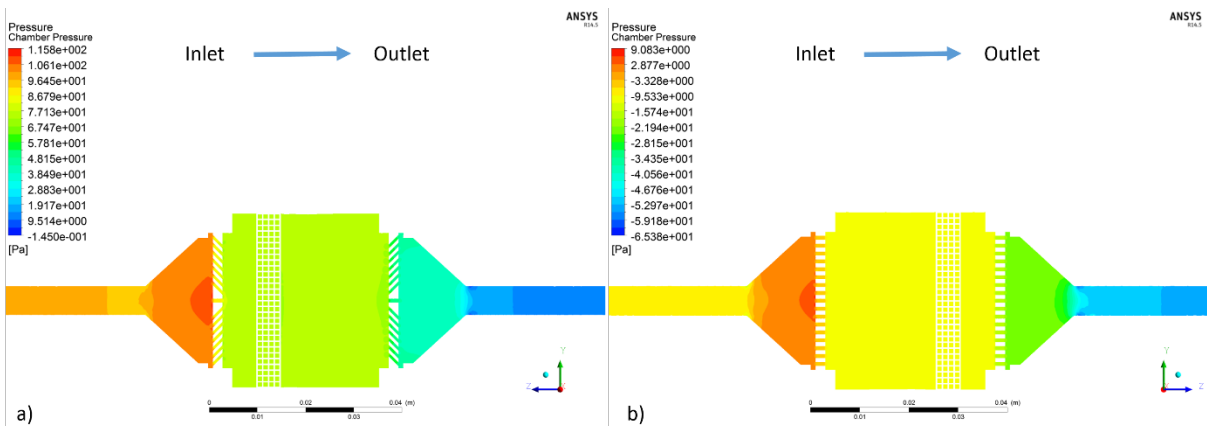 ANSYS
R14.5
Pressure
Chamber Pressure
1.158e+002
1.061e+002
9.645e+001
8.679e+001
7.713e+001
6.747e+001
5.781e+001
4.815e+001
3.849e+001
2.883e+001
1.917e+001
9.514e+000
-1.450e-001
[Pa]
Inlet Outlet
Y
Z X
0 0.02 0.04 (m)
0.01 0.03
a)
ANSYS
R14.5
Pressure
Chamber Pressure
9.083e+000
2.877e+000
-3.328e+000
-9.533e+000
-1.574e+001
-2.194e+001
-2.815e+001
-3.435e+001
-4.056e+001
-4.676e+001
-5.297e+001
-5.918e+001
-6.538e+001
[Pa]
Inlet Outlet
Y
X Z
0 0.02 0.04 (m)
0.01 0.03
b)